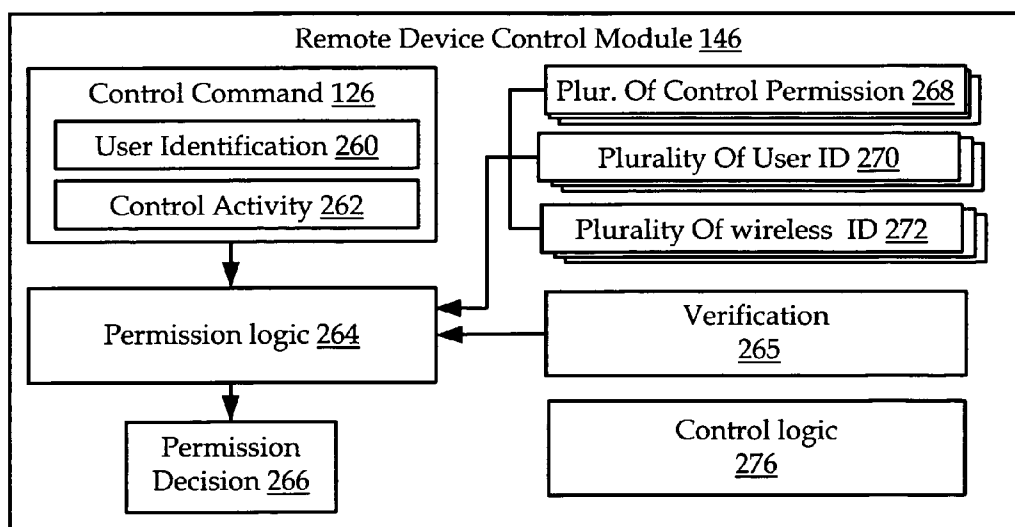 Remote Device Control Module 146
Control Command 126
User Identification 260
Control Activity 262
Plur. Of Control Permission 268
Plurality Of User ID 270
Plurality Of wireless ID 272
Permission logic 264
Verification
265
Permission
Decision 266
Control logic
276